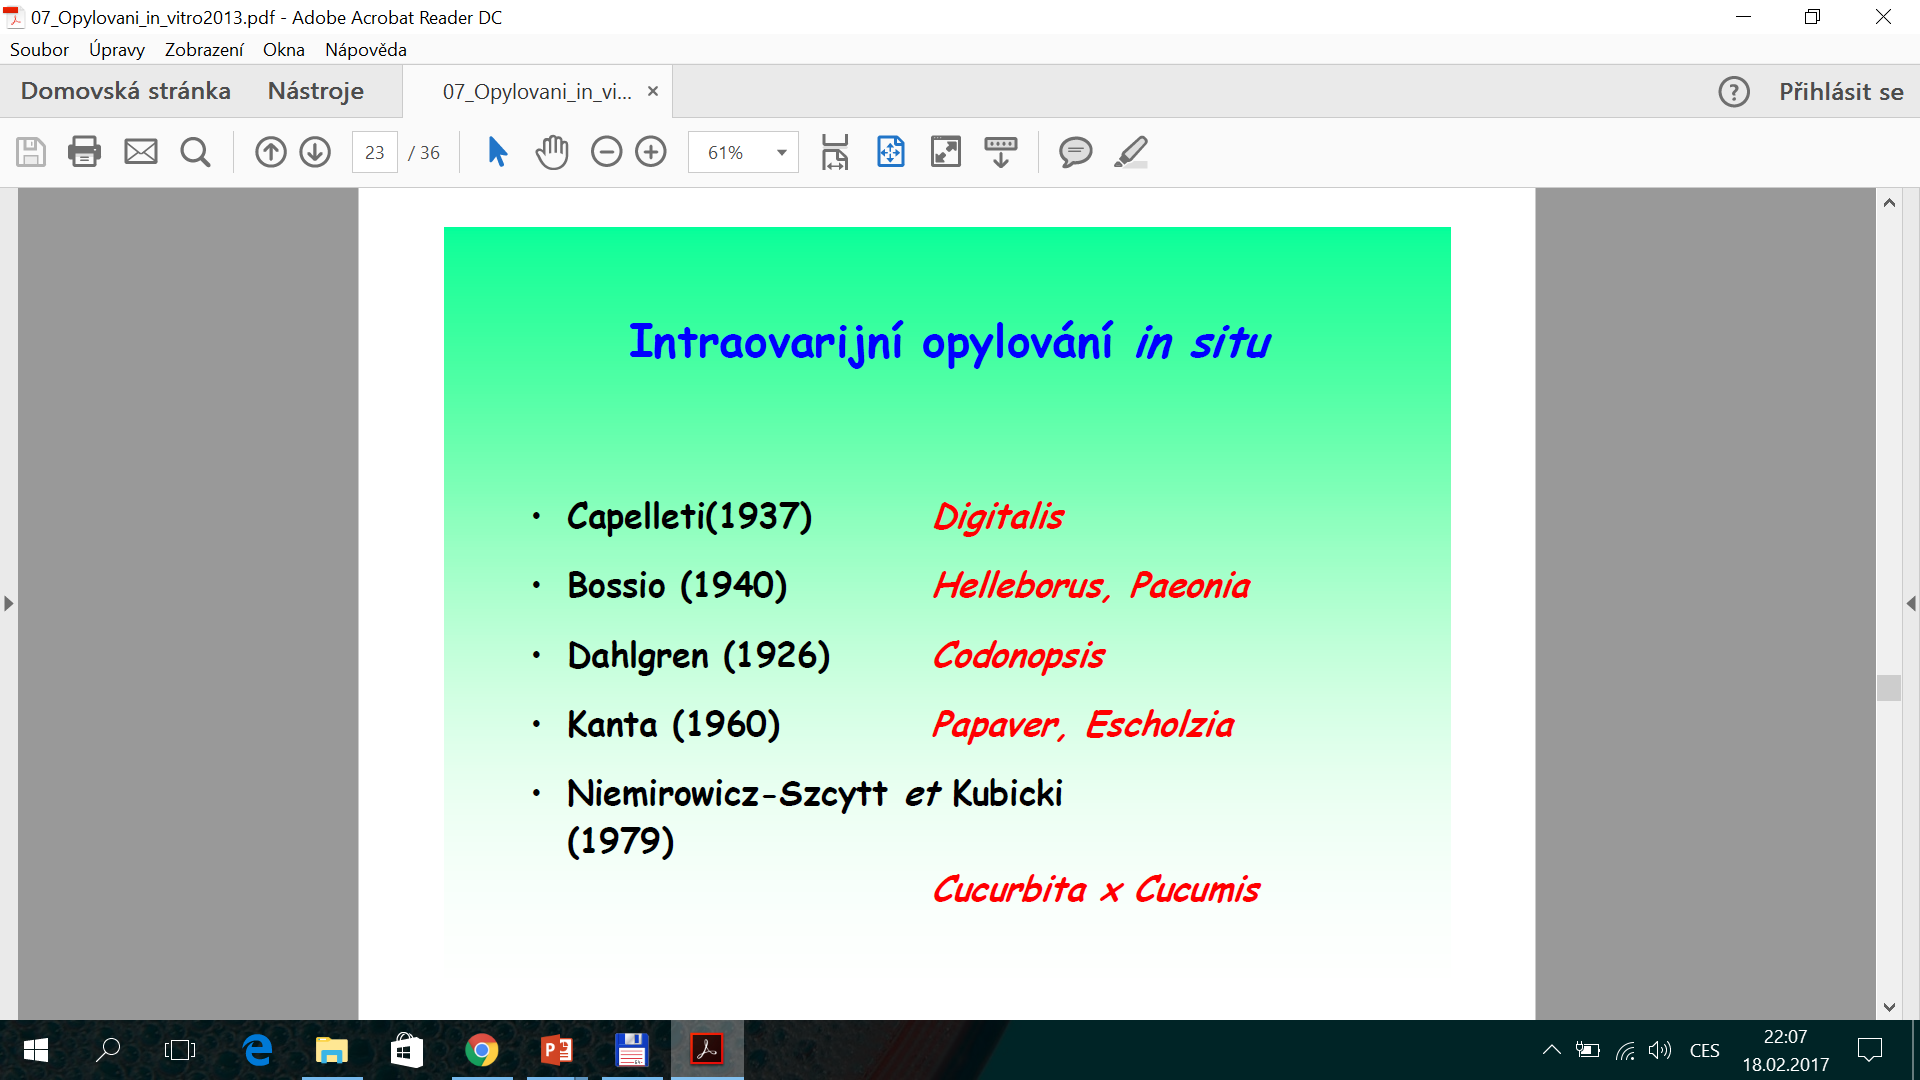 07_Opylovani_in_vitro2013.pdf - Adobe Acrobat Reader DC
Soubor Úpravy Zobrazení Okna Nápověda
Domovská stránka Nástroje 07_Opylovani_in_vi... × ? Přihlásit se
23 / 36 61%
Intraovarijní opylování in situ
• Capelleti(1937) Digitalis
• Bossio (1940) Helleborus, Paeonia
• Dahlgren (1926) Codonopsis
• Kanta (1960) Papaver, Escholzia
• Niemirowicz-Szcytt et Kubicki
(1979)
Cucurbita x Cucumis
CES
22:07
18.02.2017